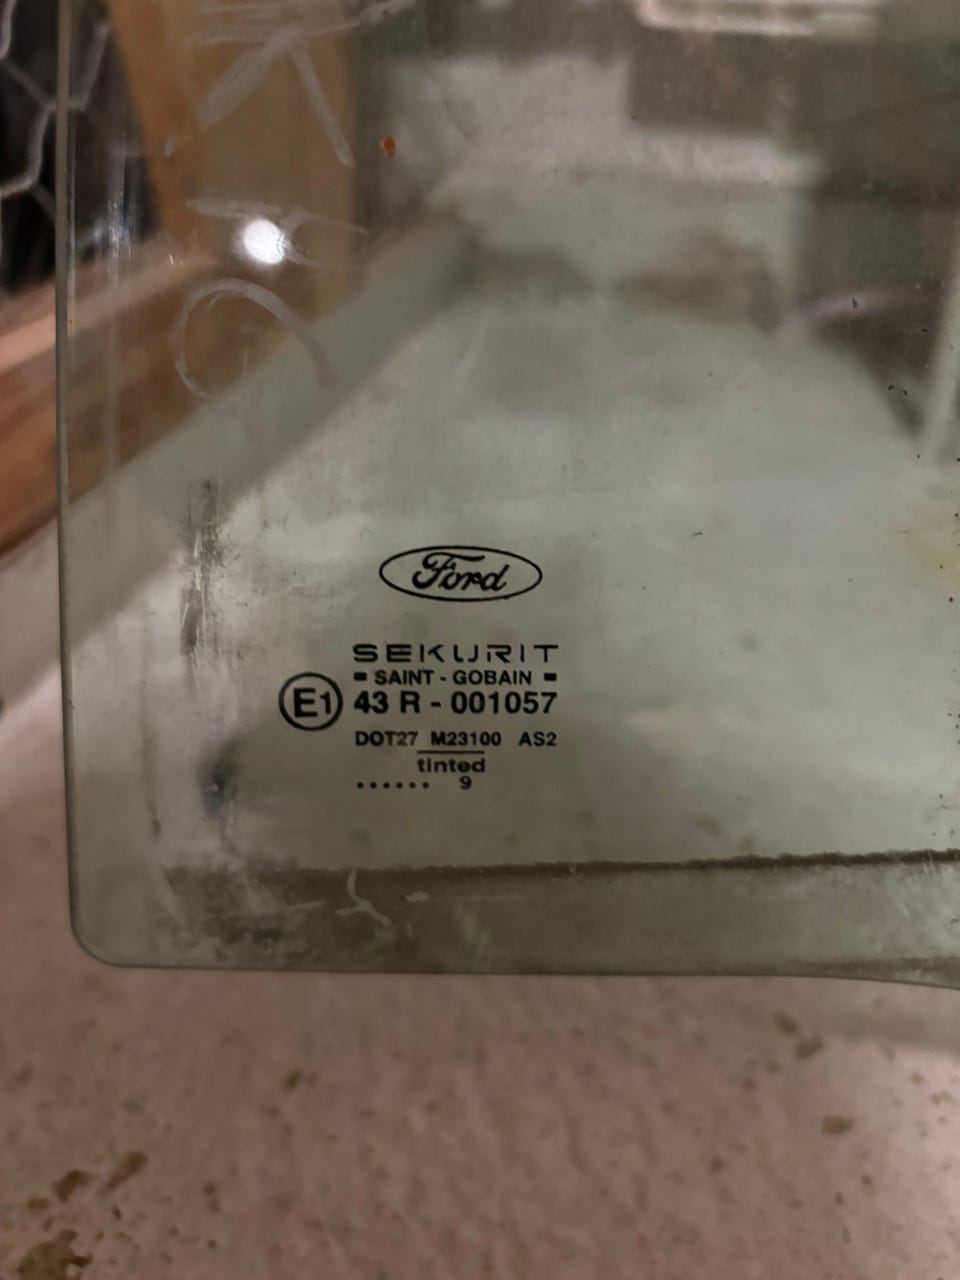 Ford
SEKURIT
SAINT - GOBAIN
E1 43 R - 001057
DOT27 M23100 AS2
tinted
...... 9